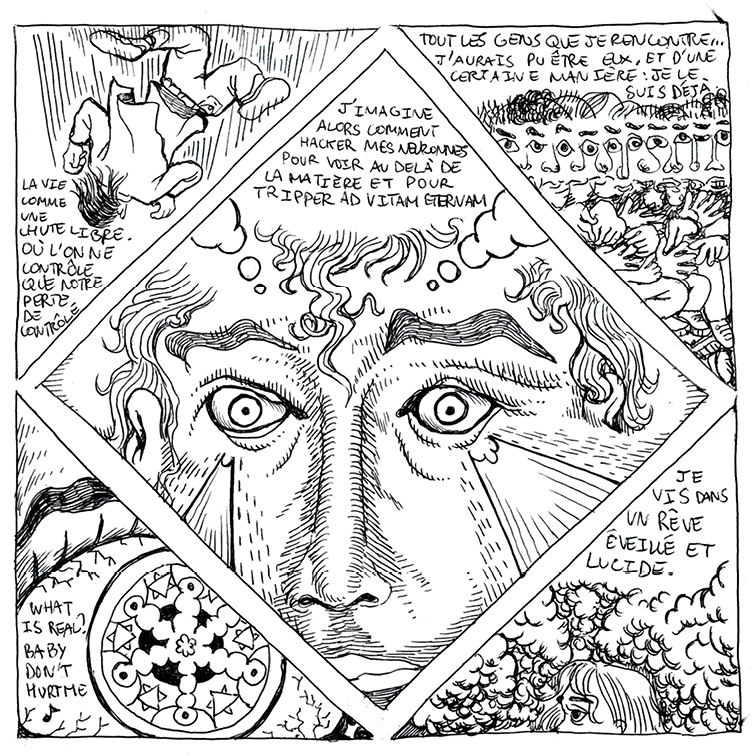 LA VIE
COMME
UNE
CHUTE LIBRE.
OÙ L'ON NE
CONTRÔLE
QUE NOTRE
PERTE
DE
CONTRÔLE
J'IMAGINE
ALORS COMMENT
HACKER MES NEURONNES
POUR VOIR AU DELÀ DE
LA MATIÈRE ET POUR
TRIPPER AD VITAM ETERNAM
TOUT LES GENS QUE JE RENCONTRE...
J'AURAIS PU ÊTRE EUX, ET D'UNE
CERTAINE MANIÈRE : JE LE
SUIS DEJA
WHAT
IS REAL?
BABY
DON'T
HURT ME
JE
VIS DANS
UN RÊVE
ÉVEILLÉ ET
LUCIDE.